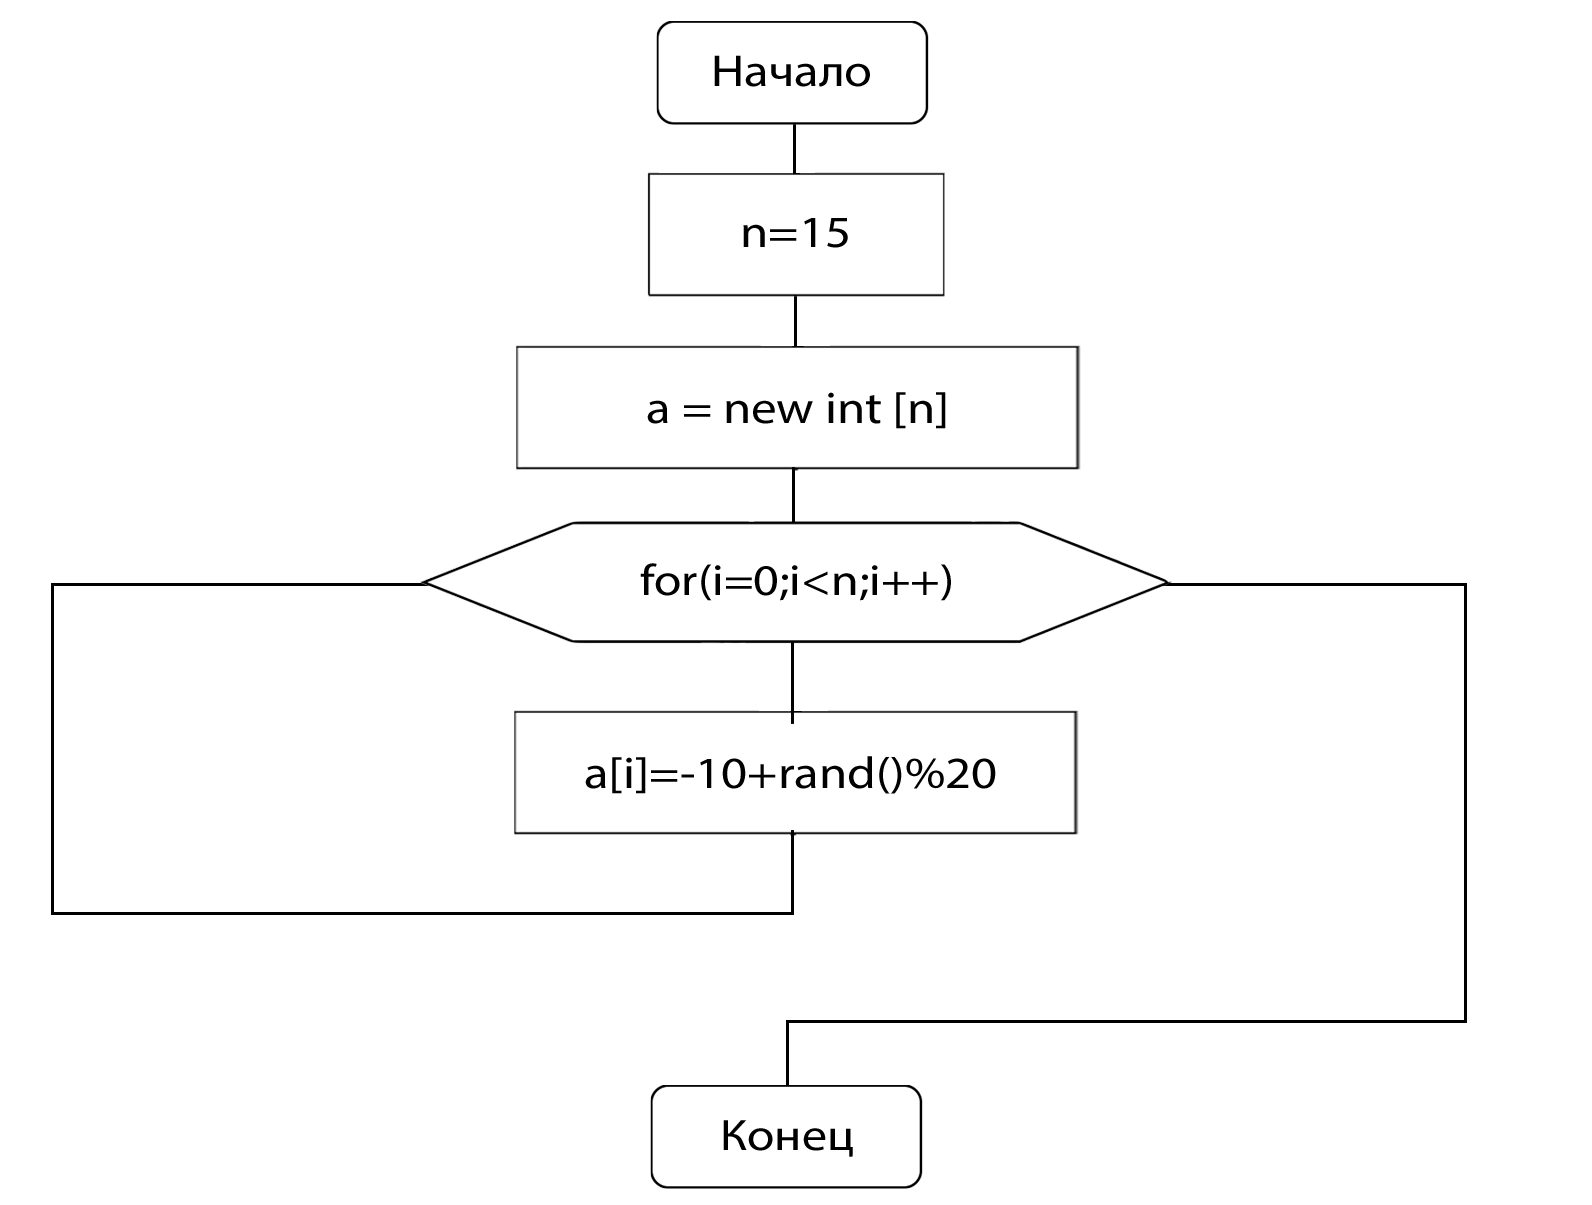 Начало
n=15
a = new int [n]
for(i=0;i<n;i++)
a[i]=-10+rand()%20
Конец